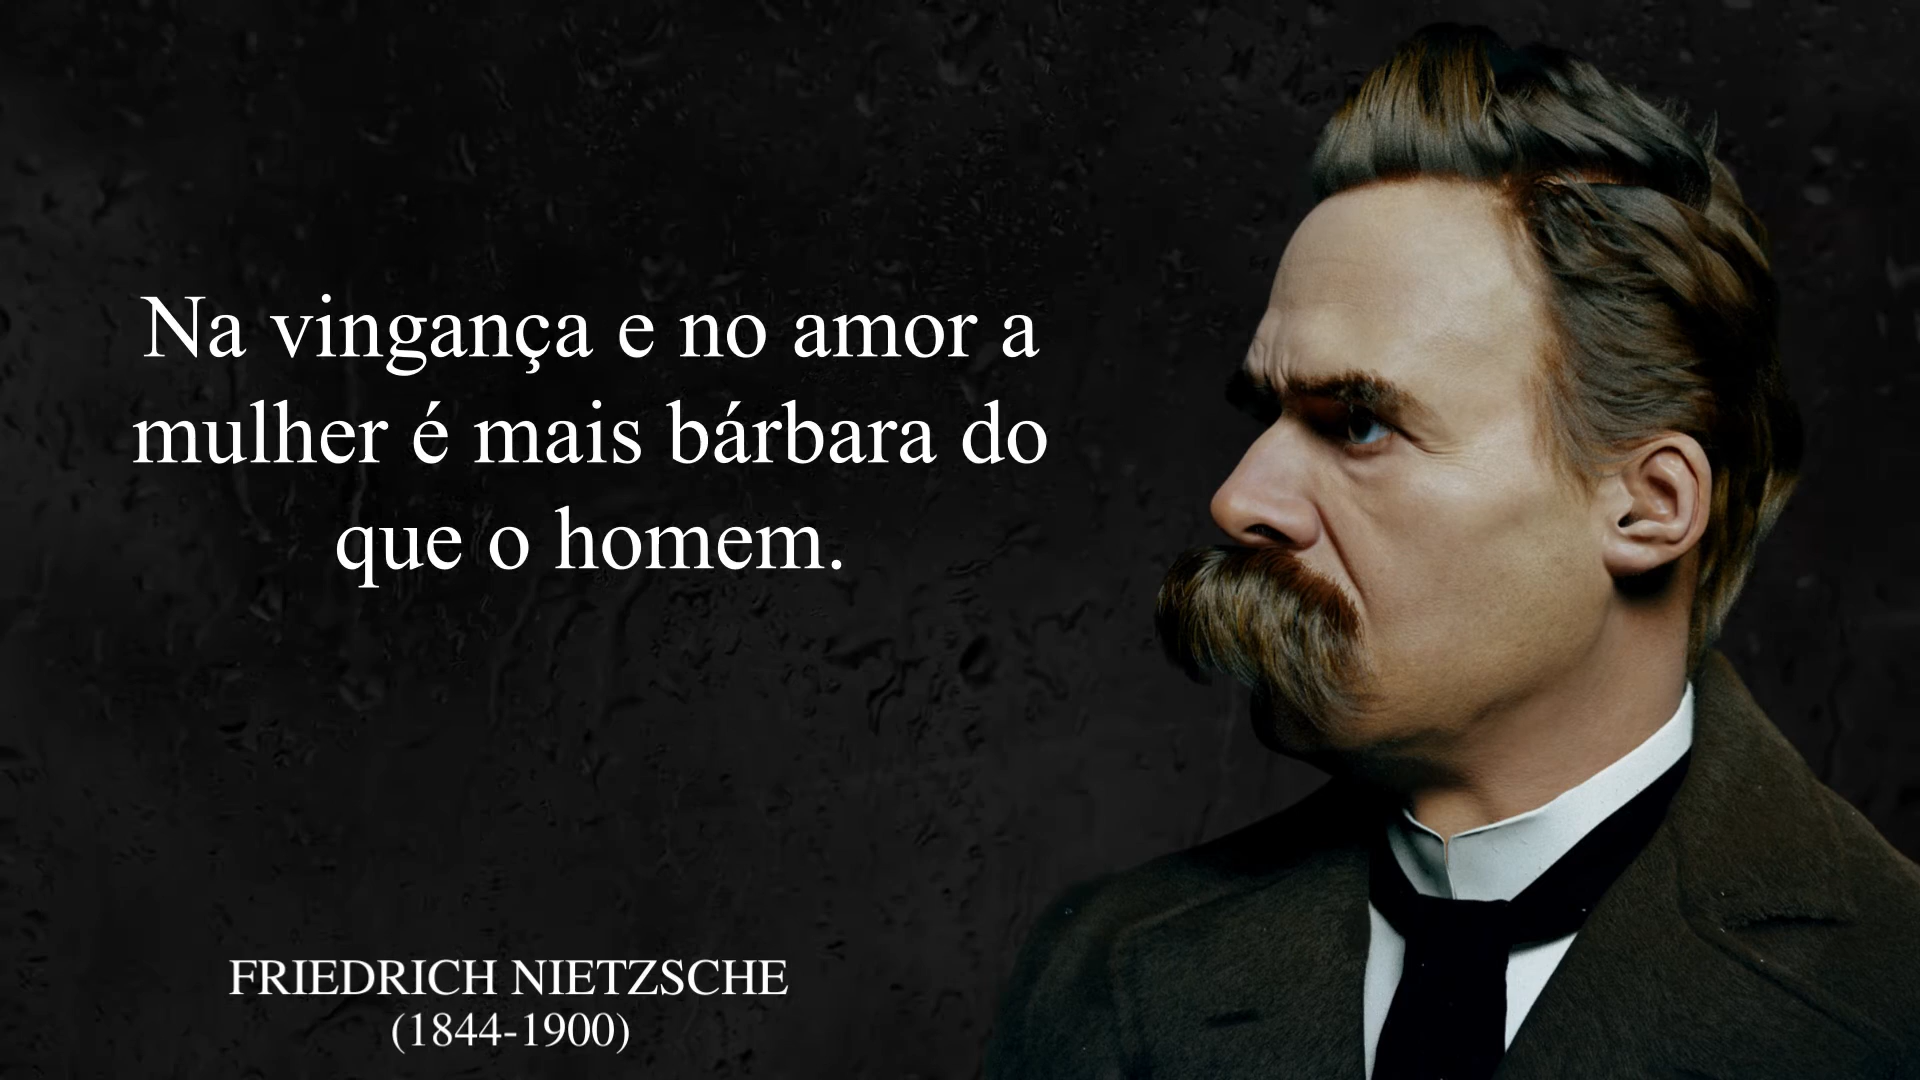 Na vingança e no amor a
mulher é mais bárbara do
que o homem.
FRIEDRICH NIETZSCHE
(1844-1900)